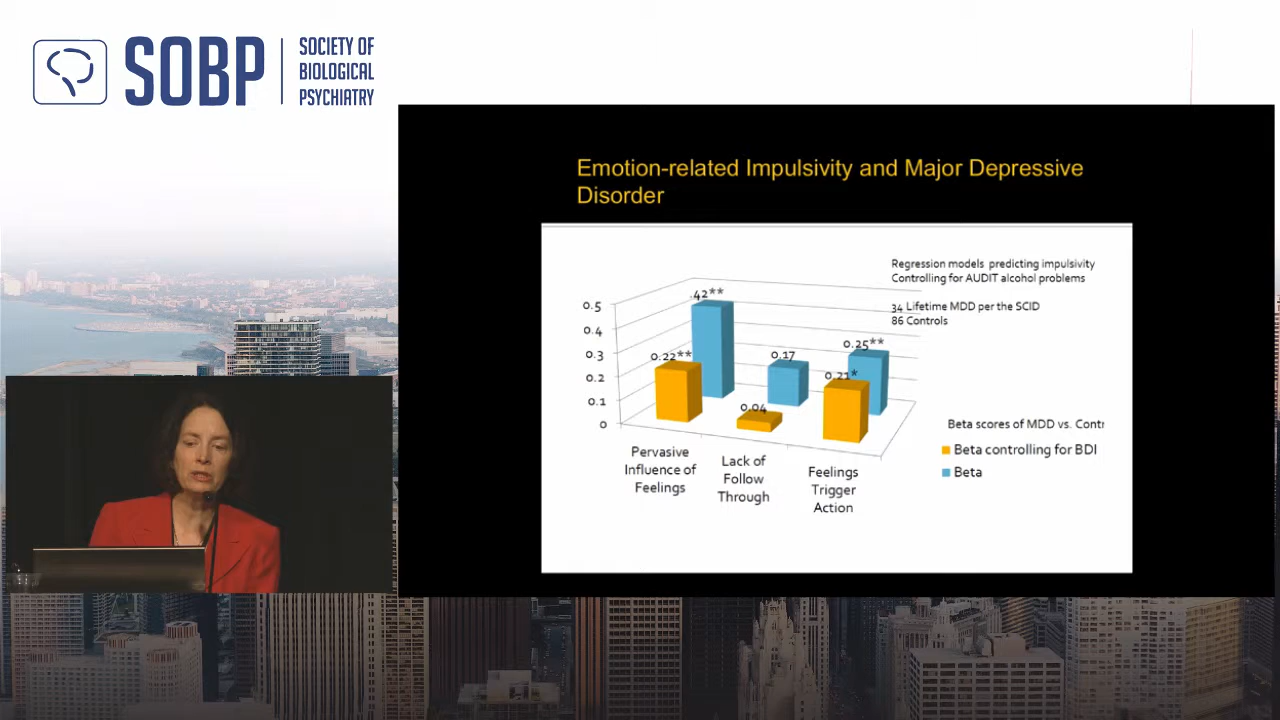 SOBP
SOCIETY OF
BIOLOGICAL
PSYCHIATRY
Emotion-related Impulsivity and Major Depressive
Disorder
Regression models predicting impulsivity
Controlling for AUDIT alcohol problems
34 Lifetime MDD per the SCID
86 Controls
0.5
0.4
0.3
0.2
0.1
0
.42**
0.22**
0.17
0.04
0.25**
0.21*
Pervasive
Influence of
Feelings
Lack of
Follow
Through
Feelings
Trigger
Action
Beta scores of MDD vs. Contr
Beta controlling for BDI
Beta